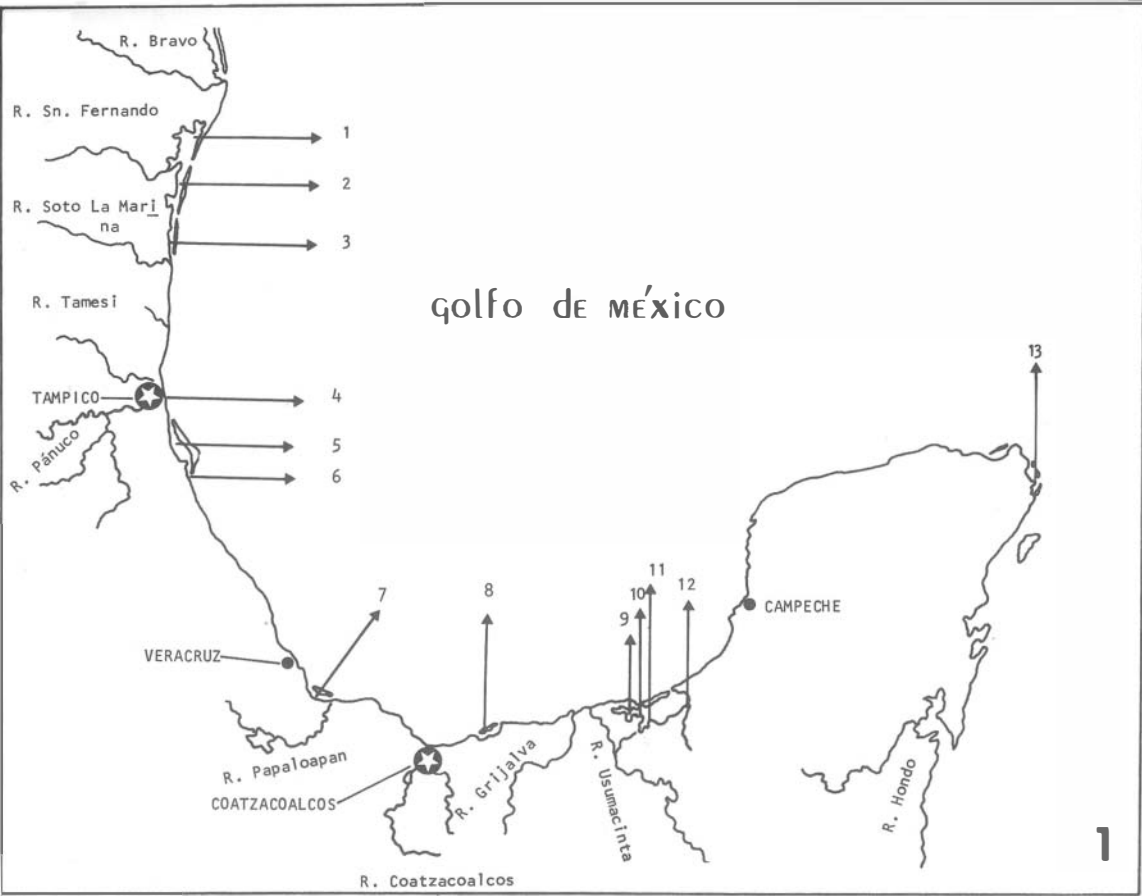 R. Bravo
R. Sn. Fernando
1
2
R. Soto La Mari
na
3
golfo de México
R. Tamesi
13
TAMPICO
4
R. Pánuco
5
6
7
8
9
10
11
12
CAMPECHE
VERACRUZ
R. Papaloapan
COATZACOALCOS
R. Grijalva
R. Usumacinta
R. Hondo
R. Coatzacoalcos
1